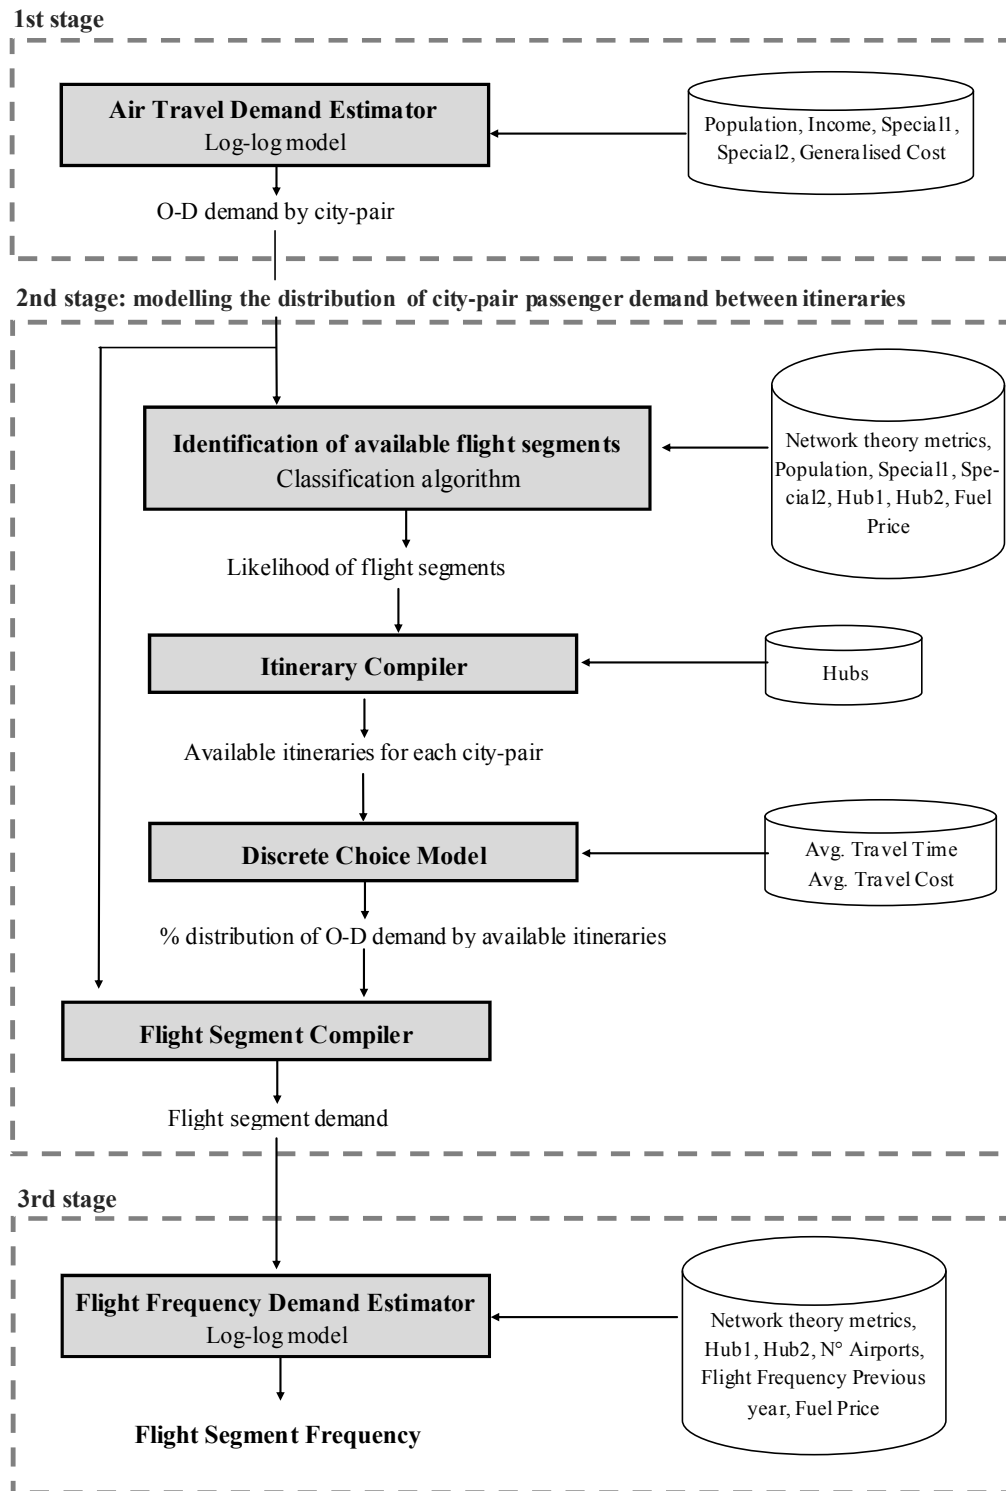 1st stage
Air Travel Demand Estimator
Log-log model
Population, Income, Special1,
Special2, Generalised Cost
O-D demand by city-pair
2nd stage: modelling the distribution of city-pair passenger demand between itineraries
Identification of available flight segments
Classification algorithm
Network theory metrics,
Population, Special1, Spe-
cial2, Hub1, Hub2, Fuel
Price
Likelihood of flight segments
Itinerary Compiler
Hubs
Available itineraries for each city-pair
Discrete Choice Model
Avg. Travel Time
Avg. Travel Cost
% distribution of O-D demand by available itineraries
Flight Segment Compiler
Flight segment demand
3rd stage
Flight Frequency Demand Estimator
Log-log model
Network theory metrics,
Hub1, Hub2, N° Airports,
Flight Frequency Previous
year, Fuel Price
Flight Segment Frequency